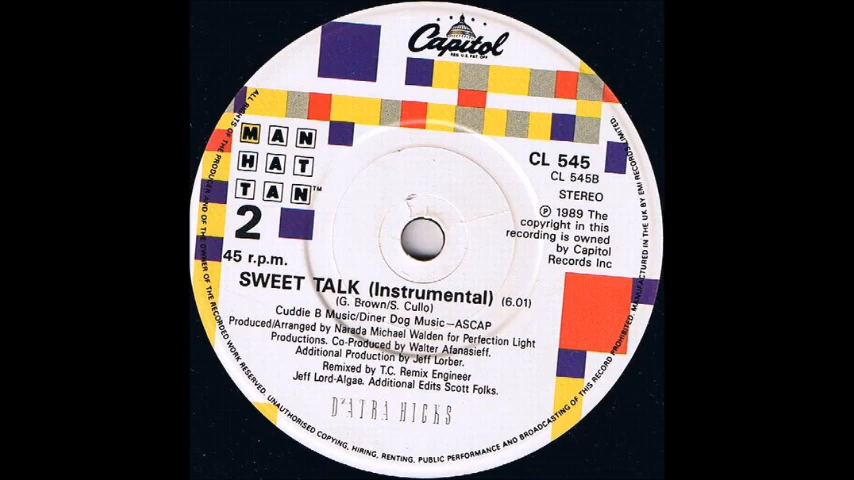 Capitol
REG. U.S. PAT. OFF.
MAN
HAT
TAN™
2
45 r.p.m.
CL 545
CL 545B
STEREO
℗ 1989 The
copyright in this
recording is owned
by Capitol
Records Inc
SWEET TALK (Instrumental) (6.01)
(G. Brown/S. Cullo)
Cuddie B Music/Diner Dog Music—ASCAP
Produced/Arranged by Narada Michael Walden for Perfection Light
Productions. Co-Produced by Walter Afanasieff.
Additional Production by Jeff Lorber.
Remixed by T.C. Remix Engineer
Jeff Lord-Algae. Additional Edits Scott Folks.
D'ATRA HICKS
ALL RIGHTS OF THE PRODUCER AND OF THE OWNER OF THE RECORDED WORK RESERVED. UNAUTHORISED COPYING, HIRING, RENTING, PUBLIC PERFORMANCE AND BROADCASTING OF THIS RECORD PROHIBITED. MANUFACTURED IN THE UK BY EMI RECORDS LIMITED.